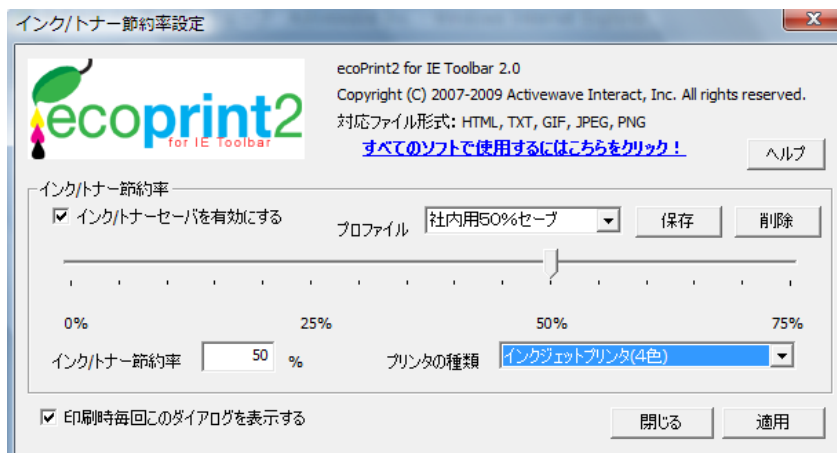 インク/トナー節約率設定
ecoprint2
for IE Toolbar
ecoPrint2 for IE Toolbar 2.0
Copyright (C) 2007-2009 Activewave Interact, Inc. All rights reserved.
対応ファイル形式: HTML, TXT, GIF, JPEG, PNG
すべてのソフトで使用するにはこちらをクリック!
ヘルプ
インク/トナー節約率
インク/トナーセーバを有効にする
プロファイル 社内用50%セーブ 保存 削除
0% 25% 50% 75%
インク/トナー節約率 50 % プリンタの種類 インクジェットプリンタ(4色)
印刷時毎回このダイアログを表示する
閉じる 適用